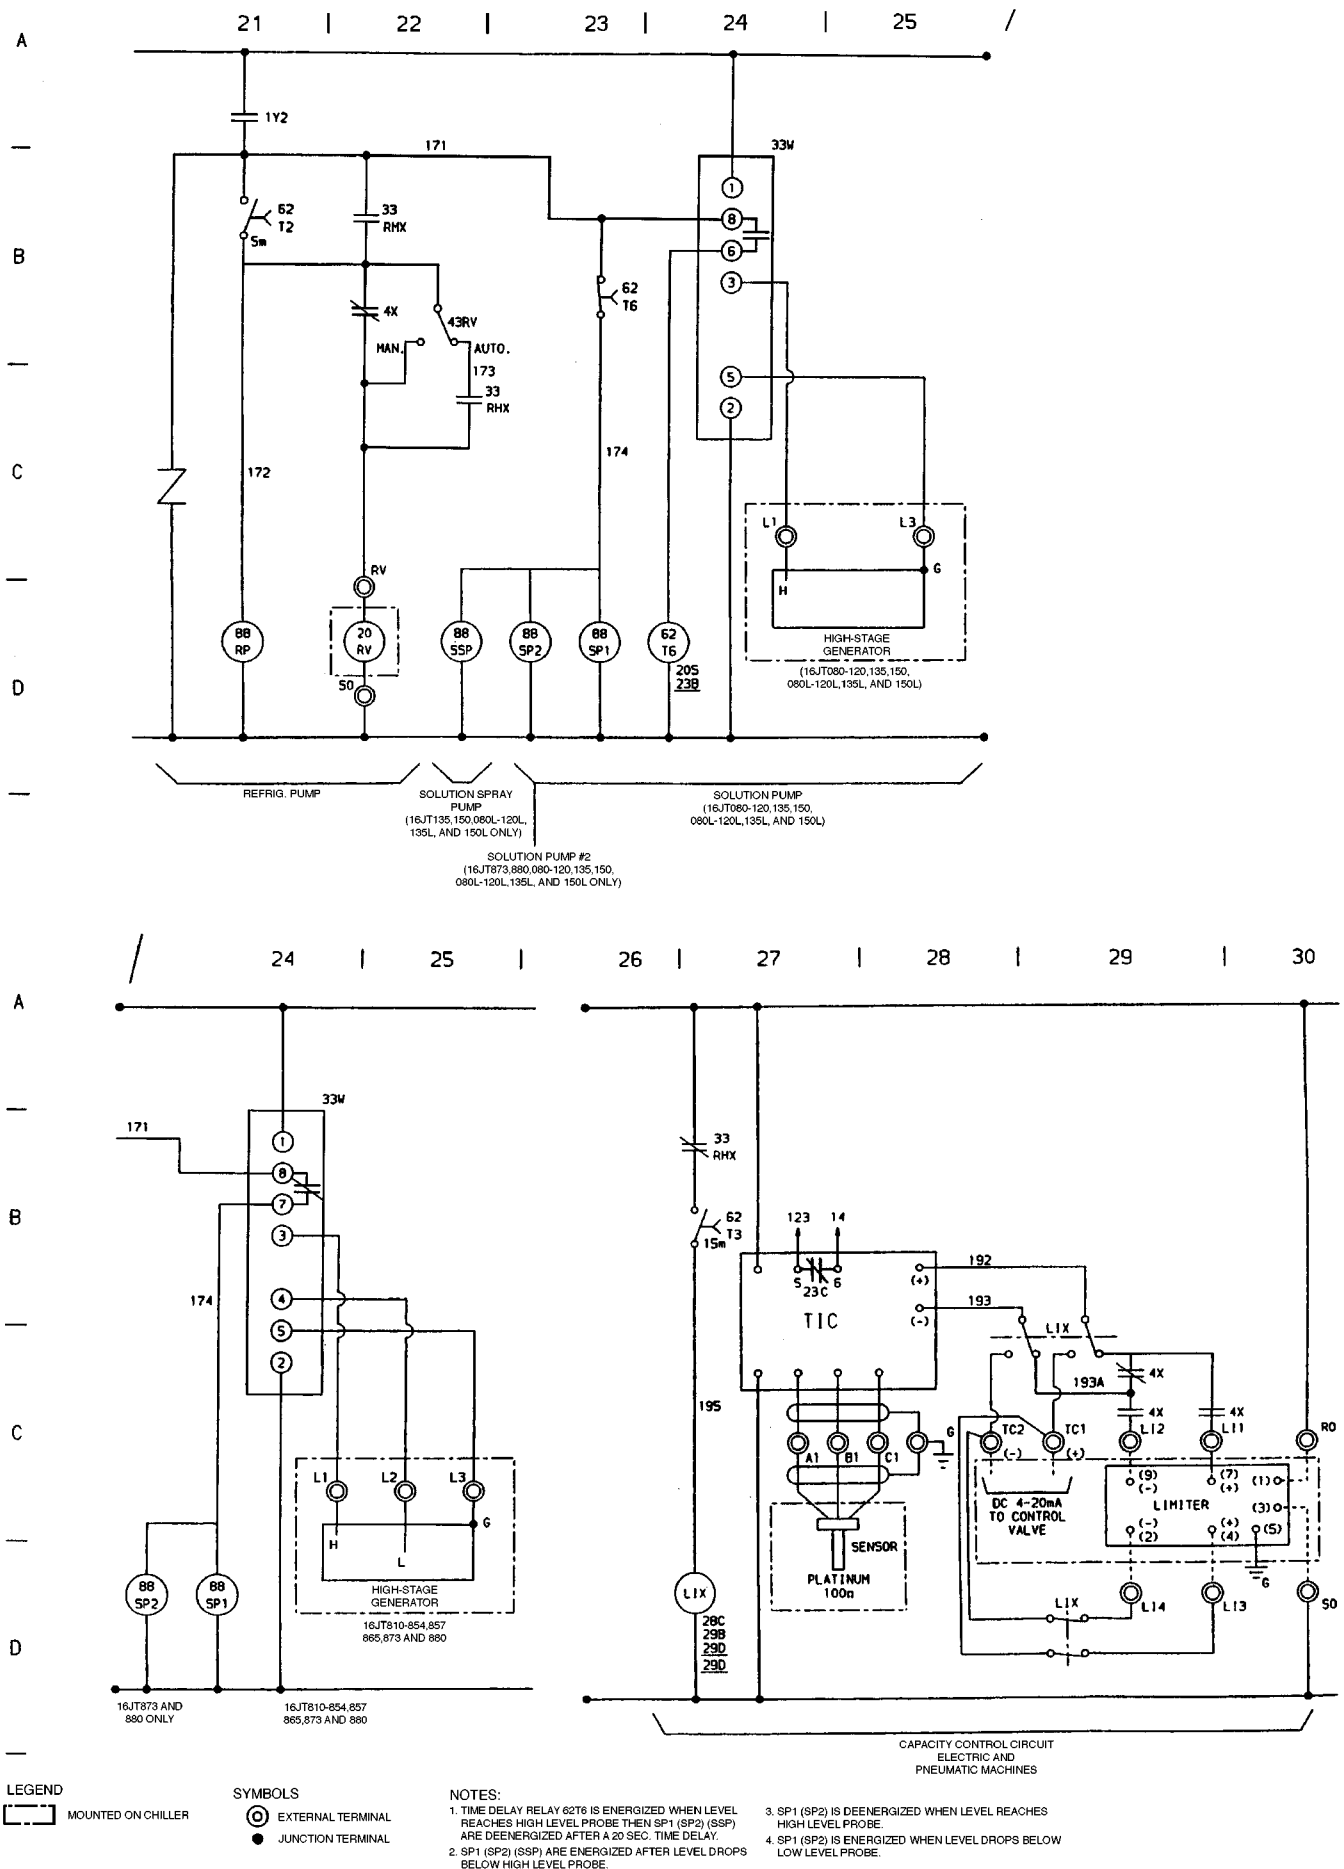 21 | 22 | 23 | 24 | 25 /
A
1Y2
171
33W
1
62
T2
5m
33
RMX
8
B
6
62
T6
3
4X
43RV
MAN.
AUTO.
173
5
33
RHX
2
174
C
172
L1
L3
RV
G
H
88
RP
20
RV
88
SSP
88
SP2
88
SP1
62
T6
HIGH-STAGE
GENERATOR
(16JT080-120,135,150,
080L-120L,135L, AND 150L)
20S
23B
D
SO
REFRIG. PUMP
SOLUTION SPRAY
PUMP
(16JT135,150,080L-120L,
135L, AND 150L ONLY)
SOLUTION PUMP
(16JT080-120,135,150,
080L-120L,135L, AND 150L)
SOLUTION PUMP #2
(16JT873,880,080-120,135,150,
080L-120L,135L, AND 150L ONLY)
/ 24 | 25 |
26 | 27 | 28 | 29 | 30
A
33W
171
1
8
7
B
3
174
4
5
2
C
L1
L2
L3
G
H
L
HIGH-STAGE
GENERATOR
16JT810-854,857
865,873 AND 880
88
SP2
88
SP1
D
16JT873 AND
880 ONLY
16JT810-854,857
865,873 AND 880
33
RHX
62
T3
15m
123
14
5
6
23C
TIC
(+)
(-)
192
193
LIX
193A
4X
4X
4X
195
G
A1
B1
C1
TC2
(-)
TC1
(+)
LI2
LI1
RO
DC 4-20mA
TO CONTROL
VALVE
(9)
(-)
(7)
(+)
(1)
LIMITER
(3)
(-)
(2)
(+)
(4)
(5)
G
SENSOR
PLATINUM
100Ω
LIX
28C
29B
29D
29D
LIX
LI4
LI3
SO
CAPACITY CONTROL CIRCUIT
ELECTRIC AND
PNEUMATIC MACHINES
LEGEND
MOUNTED ON CHILLER
SYMBOLS
EXTERNAL TERMINAL
JUNCTION TERMINAL
NOTES:
1. TIME DELAY RELAY 62T6 IS ENERGIZED WHEN LEVEL
REACHES HIGH LEVEL PROBE THEN SP1 (SP2) (SSP)
ARE DEENERGIZED AFTER A 20 SEC. TIME DELAY.
2. SP1 (SP2) (SSP) ARE ENERGIZED AFTER LEVEL DROPS
BELOW HIGH LEVEL PROBE.
3. SP1 (SP2) IS DEENERGIZED WHEN LEVEL REACHES
HIGH LEVEL PROBE.
4. SP1 (SP2) IS ENERGIZED WHEN LEVEL DROPS BELOW
LOW LEVEL PROBE.